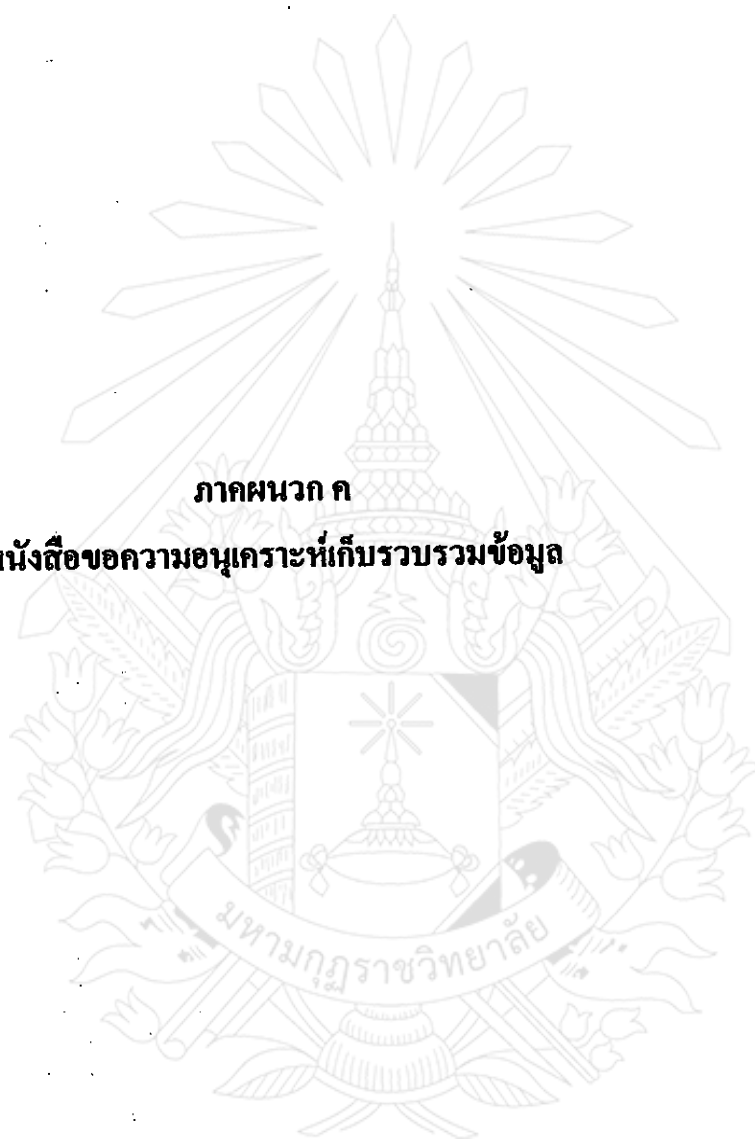 ภาคผนวก ค
นังสือขอความอนุเคราะห์เก็บรวบรวมข้อมูล
มหามกุฏราชวิทยาลัย